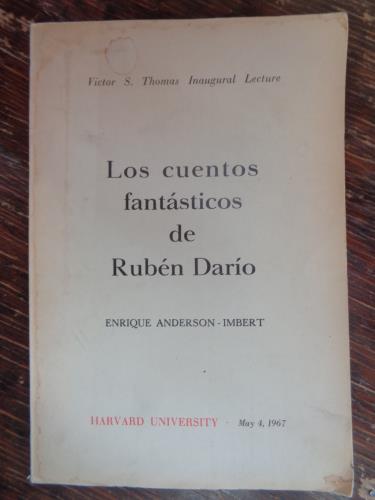 Victor S. Thomas Inaugural Lecture
Los cuentos
fantásticos
de
Rubén Darío
ENRIQUE ANDERSON-IMBERT
HARVARD UNIVERSITY · May 4, 1967